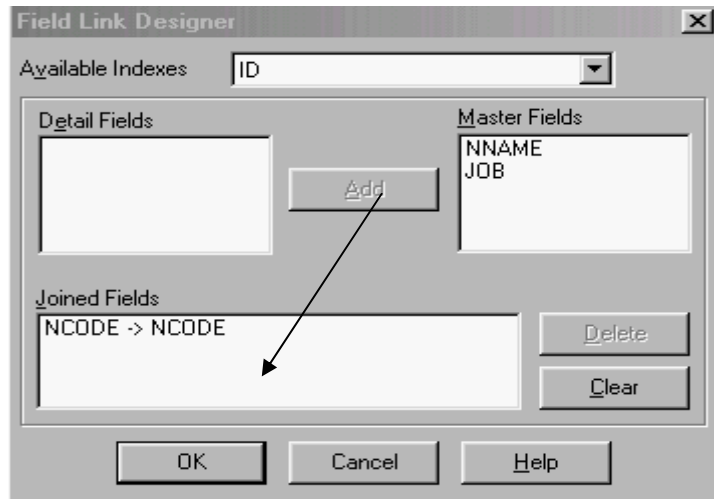 Field Link Designer
Available Indexes
ID
Detail Fields
Master Fields
NNAME
JOB
Add
Joined Fields
NCODE -> NCODE
Delete
Clear
OK
Cancel
Help